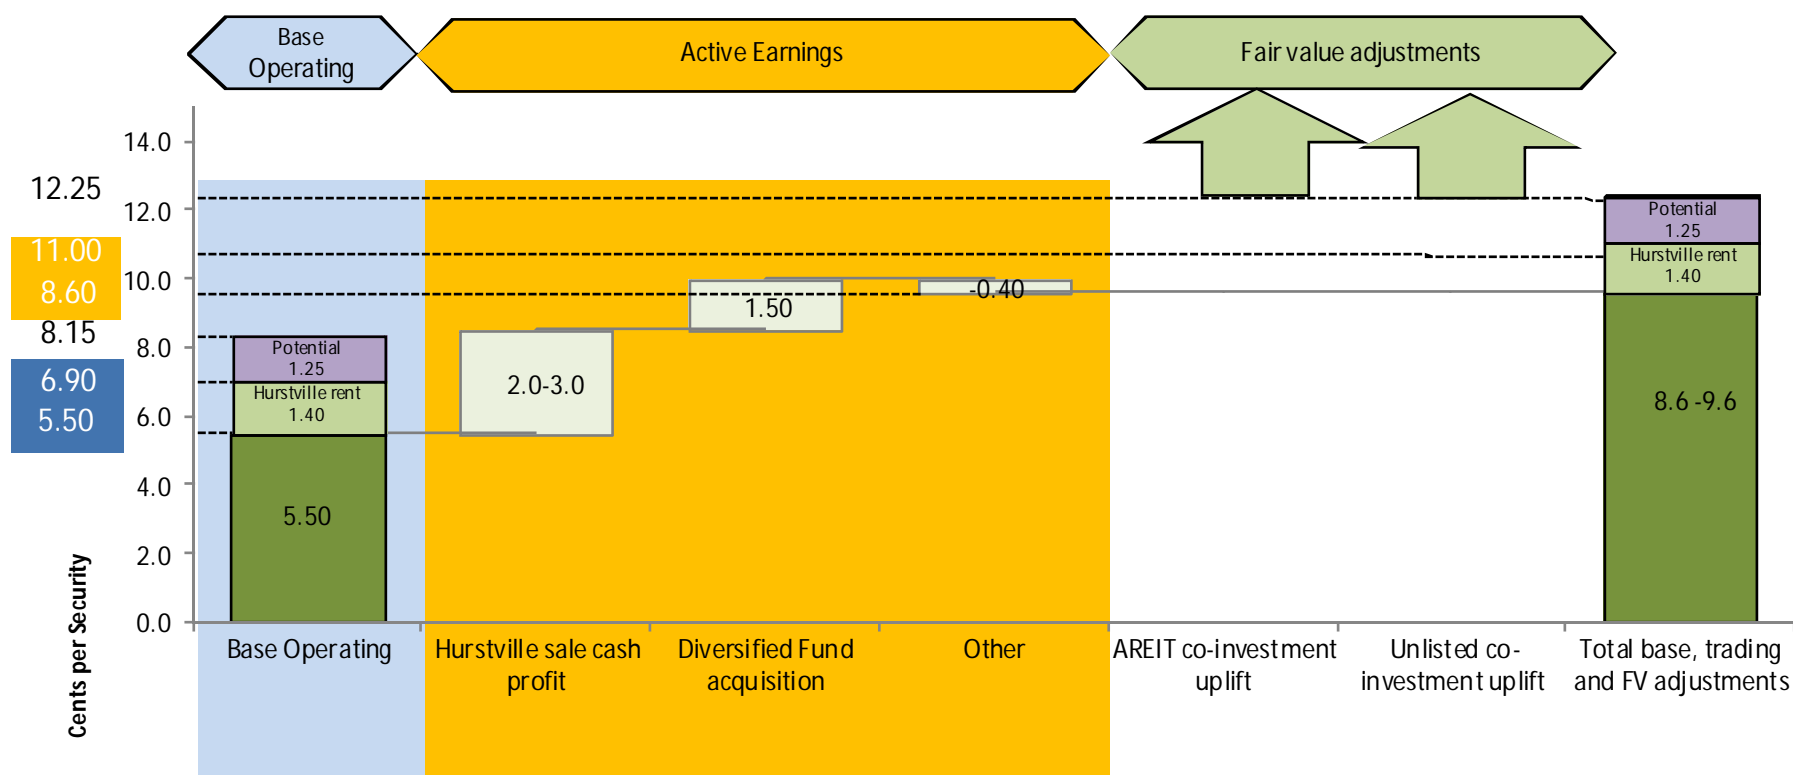 Base
Operating
Active Earnings
Fair value adjustments
14.0
12.0
10.0
8.0
6.0
4.0
2.0
0.0
12.25
11.00
8.60
8.15
6.90
5.50
Cents per Security
Potential
1.25
Hurstville rent
1.40
5.50
2.0-3.0
1.50
-0.40
Potential
1.25
Hurstville rent
1.40
8.6 -9.6
Base Operating
Hurstville sale cash
profit
Diversified Fund
acquisition
Other
AREIT co-investment
uplift
Unlisted co-
investment uplift
Total base, trading
and FV adjustments